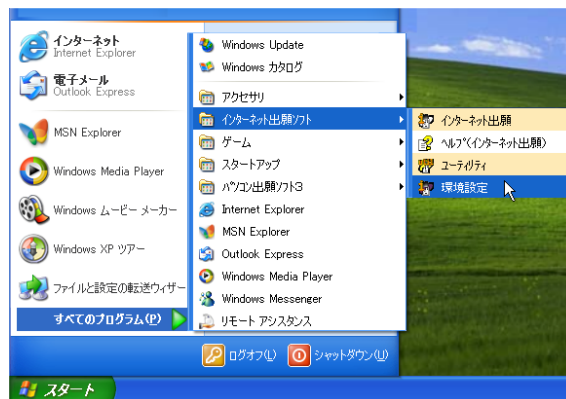 インターネット
Internet Explorer
電子メール
Outlook Express
MSN Explorer
Windows Media Player
Windows ムービー メーカー
Windows XP ツアー
ファイルと設定の転送ウィザー
すべてのプログラム(P)
Windows Update
Windows カタログ
アクセサリ
インターネット出願ソフト
ゲーム
スタートアップ
パソコン出願ソフト3
Internet Explorer
MSN Explorer
Outlook Express
Windows Media Player
Windows Messenger
リモート アシスタンス
インターネット出願
ヘルプ(インターネット出願)
ユーティリティ
環境設定
ログオフ(L)
シャットダウン(U)
スタート